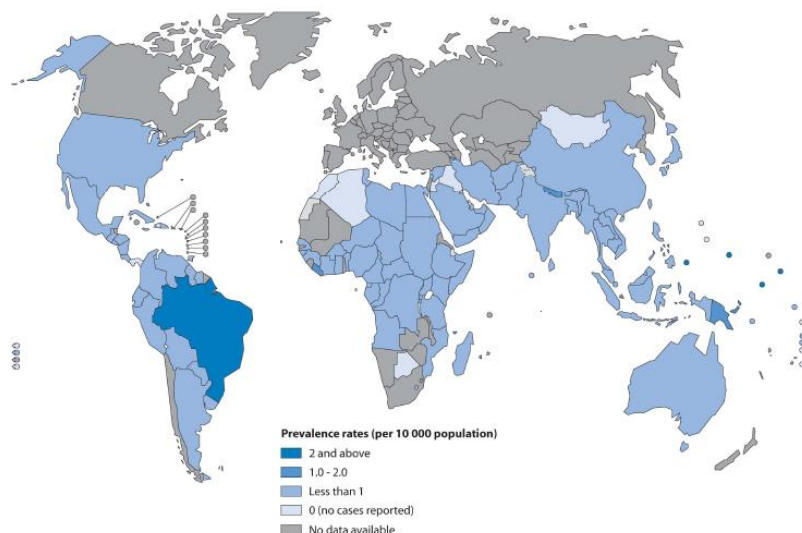 Prevalence rates (per 10 000 population)
2 and above
1.0 - 2.0
Less than 1
0 (no cases reported)
No data available